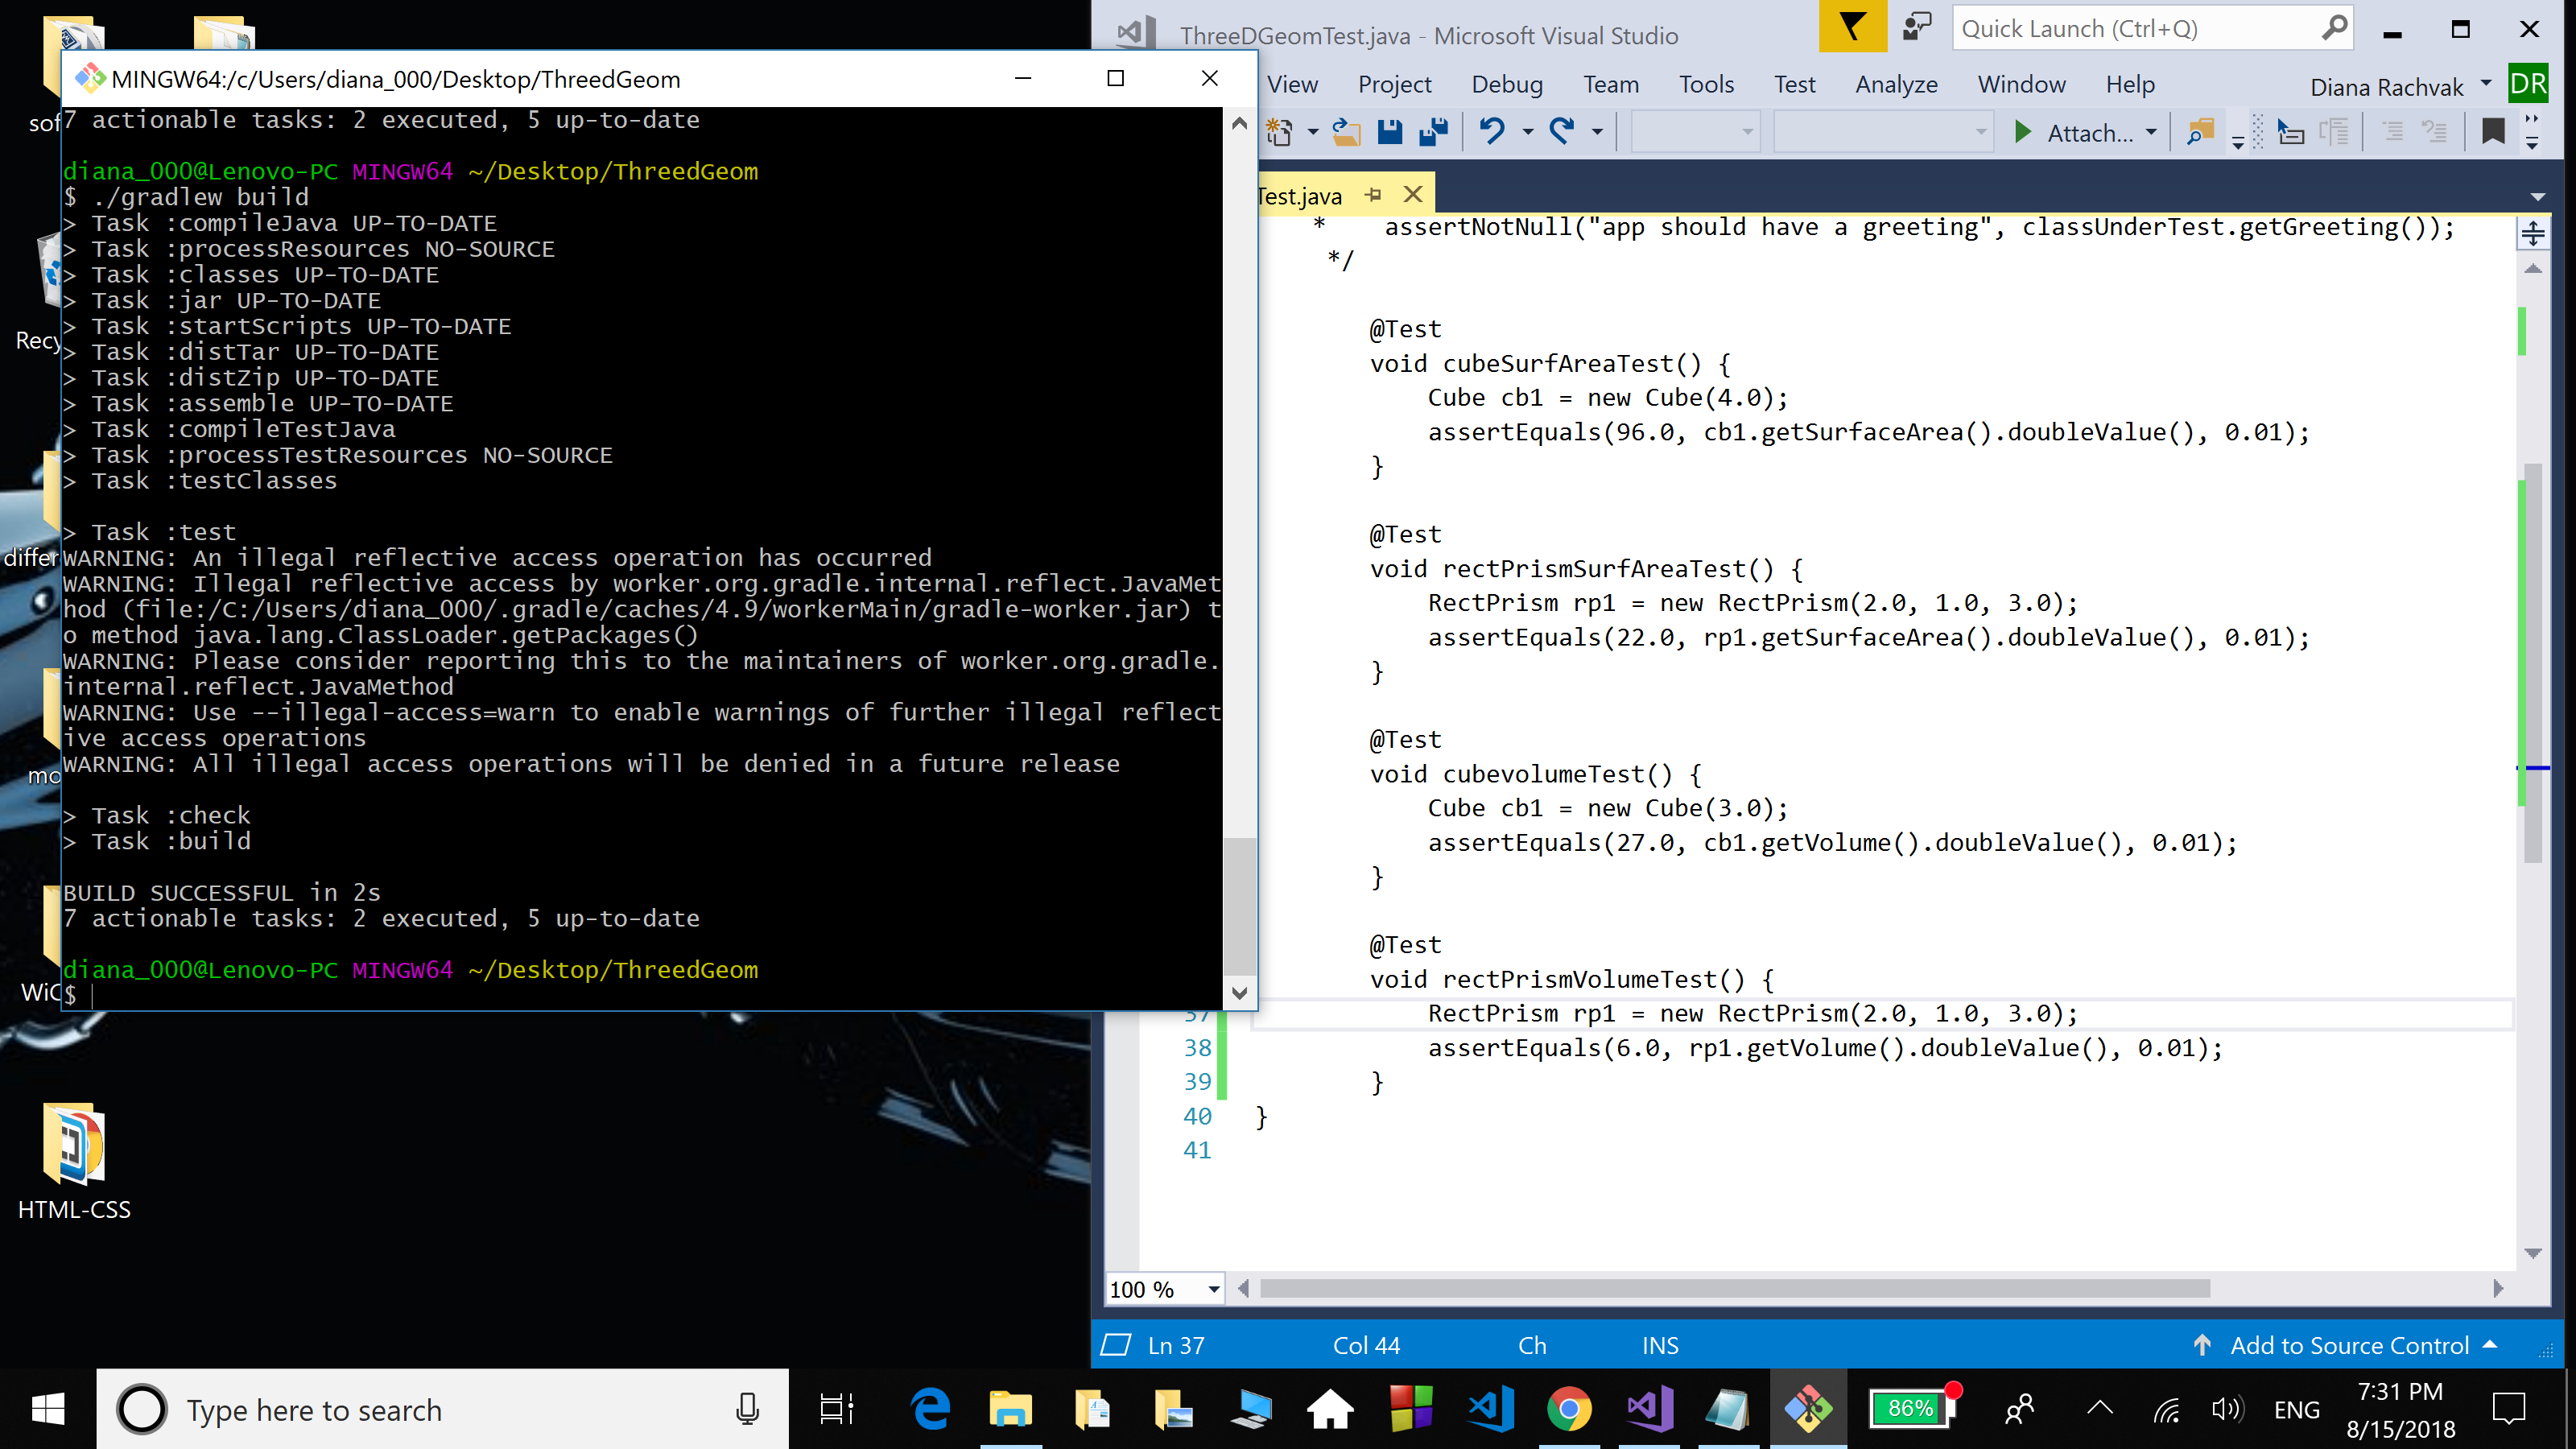 ThreeDGeomTest.java - Microsoft Visual Studio
Quick Launch (Ctrl+Q)
View Project Debug Team Tools Test Analyze Window Help
Diana Rachvak DR
Attach...
Test.java
MINGW64:/c/Users/diana_000/Desktop/ThreedGeom
7 actionable tasks: 2 executed, 5 up-to-date
diana_000@Lenovo-PC MINGW64 ~/Desktop/ThreedGeom
$ ./gradlew build
> Task :compileJava UP-TO-DATE
> Task :processResources NO-SOURCE
> Task :classes UP-TO-DATE
> Task :jar UP-TO-DATE
> Task :startScripts UP-TO-DATE
> Task :distTar UP-TO-DATE
> Task :distZip UP-TO-DATE
> Task :assemble UP-TO-DATE
> Task :compileTestJava
> Task :processTestResources NO-SOURCE
> Task :testClasses
> Task :test
WARNING: An illegal reflective access operation has occurred
WARNING: Illegal reflective access by worker.org.gradle.internal.reflect.JavaMet
hod (file:/C:/Users/diana_000/.gradle/caches/4.9/workerMain/gradle-worker.jar) t
o method java.lang.ClassLoader.getPackages()
WARNING: Please consider reporting this to the maintainers of worker.org.gradle.
internal.reflect.JavaMethod
WARNING: Use --illegal-access=warn to enable warnings of further illegal reflect
ive access operations
WARNING: All illegal access operations will be denied in a future release
> Task :check
> Task :build
BUILD SUCCESSFUL in 2s
7 actionable tasks: 2 executed, 5 up-to-date
diana_000@Lenovo-PC MINGW64 ~/Desktop/ThreedGeom
$
* assertNotNull("app should have a greeting", classUnderTest.getGreeting());
*/
@Test
void cubeSurfAreaTest() {
Cube cb1 = new Cube(4.0);
assertEquals(96.0, cb1.getSurfaceArea().doubleValue(), 0.01);
}
@Test
void rectPrismSurfAreaTest() {
RectPrism rp1 = new RectPrism(2.0, 1.0, 3.0);
assertEquals(22.0, rp1.getSurfaceArea().doubleValue(), 0.01);
}
@Test
void cubevolumeTest() {
Cube cb1 = new Cube(3.0);
assertEquals(27.0, cb1.getVolume().doubleValue(), 0.01);
}
@Test
void rectPrismVolumeTest() {
37 RectPrism rp1 = new RectPrism(2.0, 1.0, 3.0);
38 assertEquals(6.0, rp1.getVolume().doubleValue(), 0.01);
39 }
40 }
41
100 %
Ln 37 Col 44 Ch INS Add to Source Control
sof
Recy
differ
mo
WiC
HTML-CSS
Type here to search
86%
ENG
7:31 PM
8/15/2018